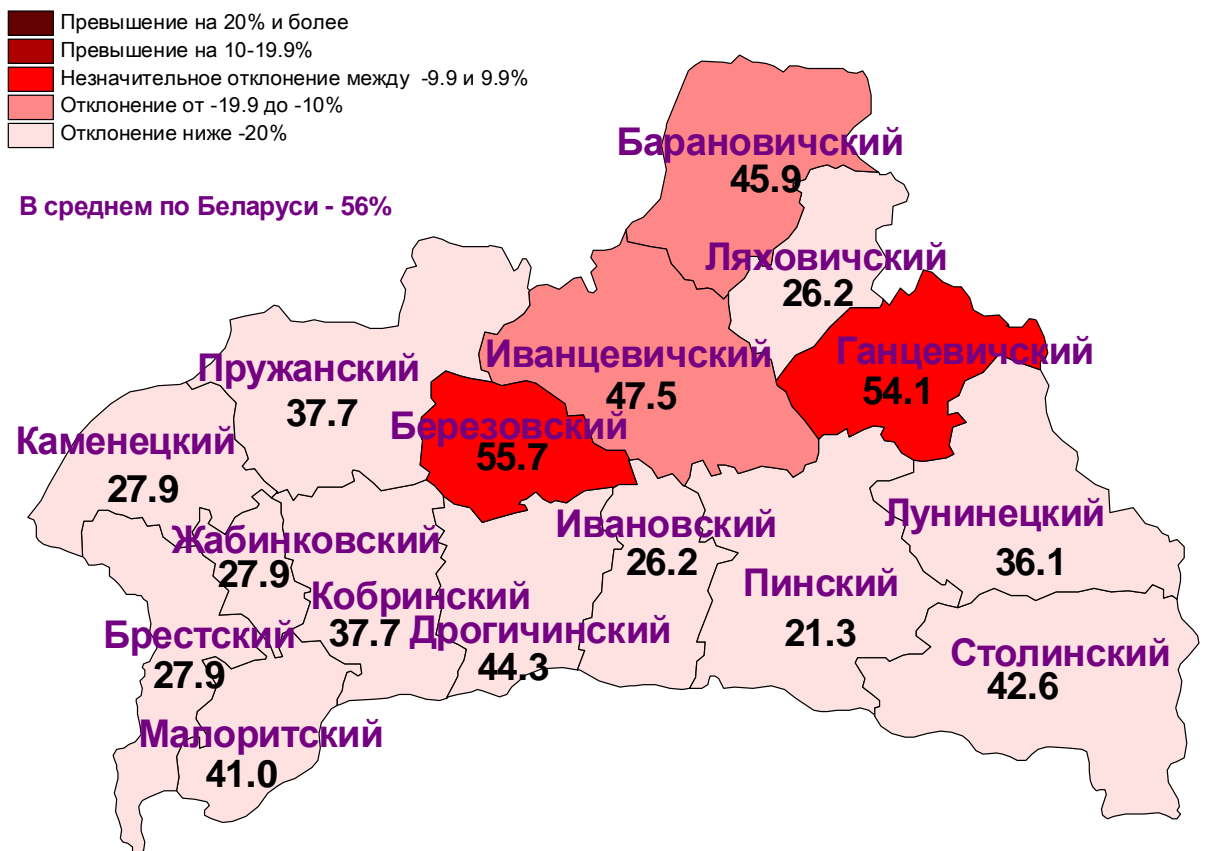 Превышение на 20% и более
Превышение на 10-19.9%
Незначительное отклонение между -9.9 и 9.9%
Отклонение от -19.9 до -10%
Отклонение ниже -20%
В среднем по Беларуси - 56%
Барановичский
45.9
Ляховичский
26.2
Ганцевичский
54.1
Иванцевичский
47.5
Пружанский
37.7
Березовский
55.7
Каменецкий
27.9
Жабинковский
27.9
Кобринский
37.7
Дрогичинский
44.3
Ивановский
26.2
Пинский
21.3
Лунинецкий
36.1
Столинский
42.6
Брестский
27.9
Малоритский
41.0